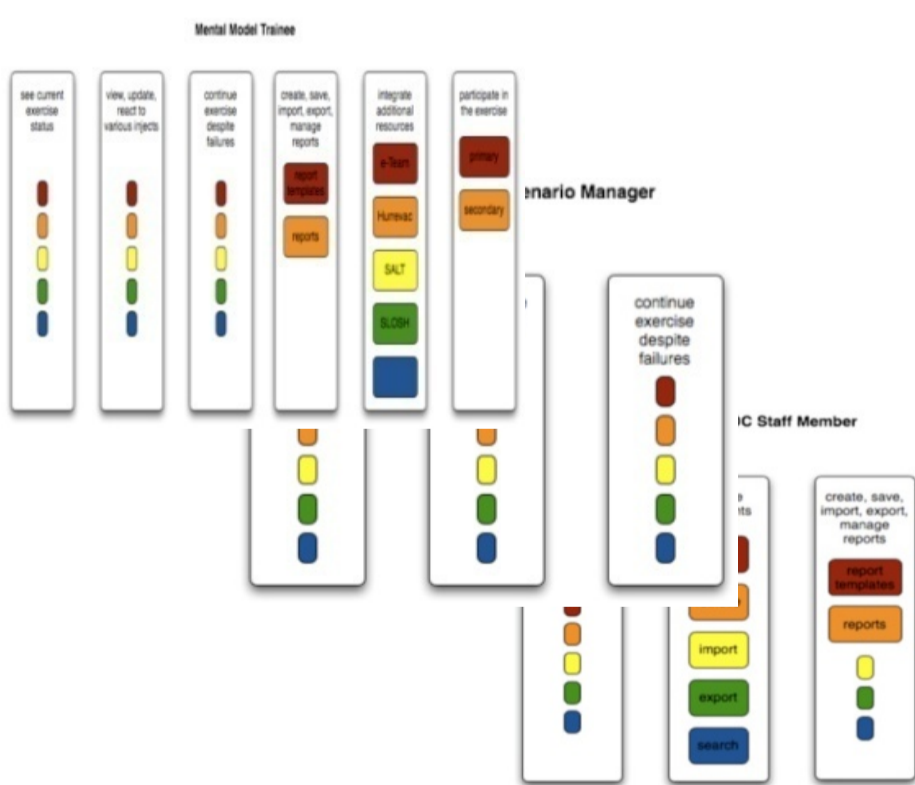 Mental Model Trainee
see current
exercise
status
view, update,
react to
various injects
continue
exercise
despite
failures
create, save,
import, export,
manage
reports
report
templates
reports
integrate
additional
resources
e-Team
Hurrevac
SALT
SLOSH
participate in
the exercise
primary
secondary
enario Manager
continue
exercise
despite
failures
OC Staff Member
e
nts
import
export
search
create, save,
import, export,
manage
reports
report
templates
reports